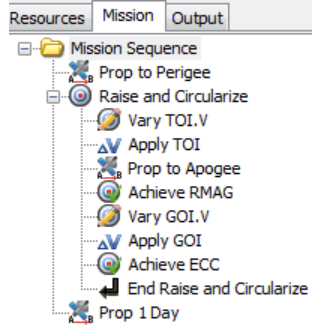 Resources Mission Output
Mission Sequence
Prop to Perigee
Raise and Circularize
Vary TOI.V
Apply TOI
Prop to Apogee
Achieve RMAG
Vary GOI.V
Apply GOI
Achieve ECC
End Raise and Circularize
Prop 1 Day